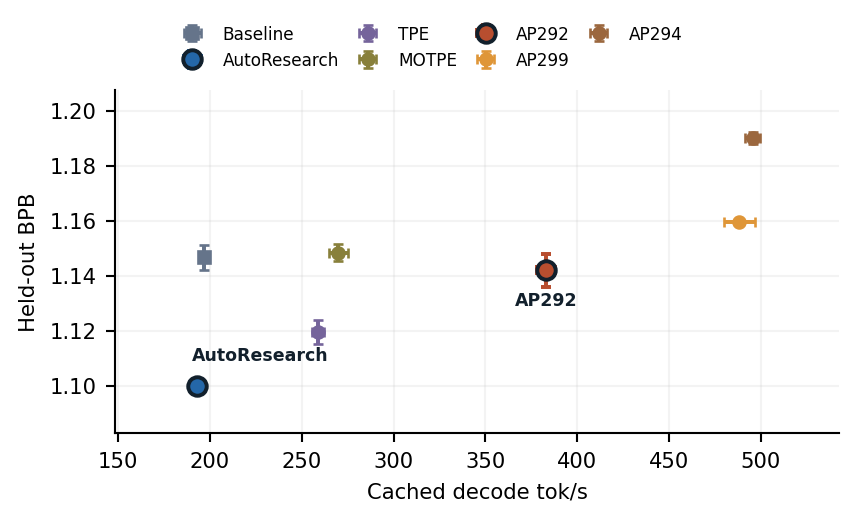 Baseline TPE AP292 AP294
AutoResearch MOTPE AP299
1.20
1.18
1.16
1.14
1.12
1.10
Held-out BPB
AP292
AutoResearch
150 200 250 300 350 400 450 500
Cached decode tok/s